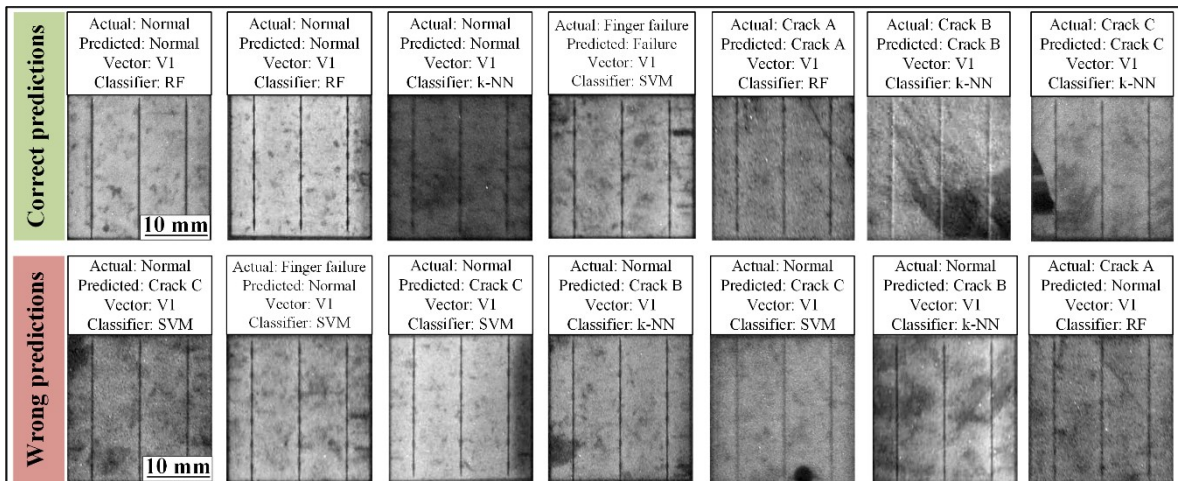 Correct predictions
Actual: Normal
Predicted: Normal
Vector: V1
Classifier: RF
Actual: Normal
Predicted: Normal
Vector: V1
Classifier: RF
Actual: Normal
Predicted: Normal
Vector: V1
Classifier: k-NN
Actual: Finger failure
Predicted: Failure
Vector: V1
Classifier: SVM
Actual: Crack A
Predicted: Crack A
Vector: V1
Classifier: RF
Actual: Crack B
Predicted: Crack B
Vector: V1
Classifier: k-NN
Actual: Crack C
Predicted: Crack C
Vector: V1
Classifier: k-NN
10 mm
Wrong predictions
Actual: Normal
Predicted: Crack C
Vector: V1
Classifier: SVM
Actual: Finger failure
Predicted: Normal
Vector: V1
Classifier: SVM
Actual: Normal
Predicted: Crack C
Vector: V1
Classifier: SVM
Actual: Normal
Predicted: Crack B
Vector: V1
Classifier: k-NN
Actual: Normal
Predicted: Crack C
Vector: V1
Classifier: SVM
Actual: Normal
Predicted: Crack B
Vector: V1
Classifier: k-NN
Actual: Crack A
Predicted: Normal
Vector: V1
Classifier: RF
10 mm